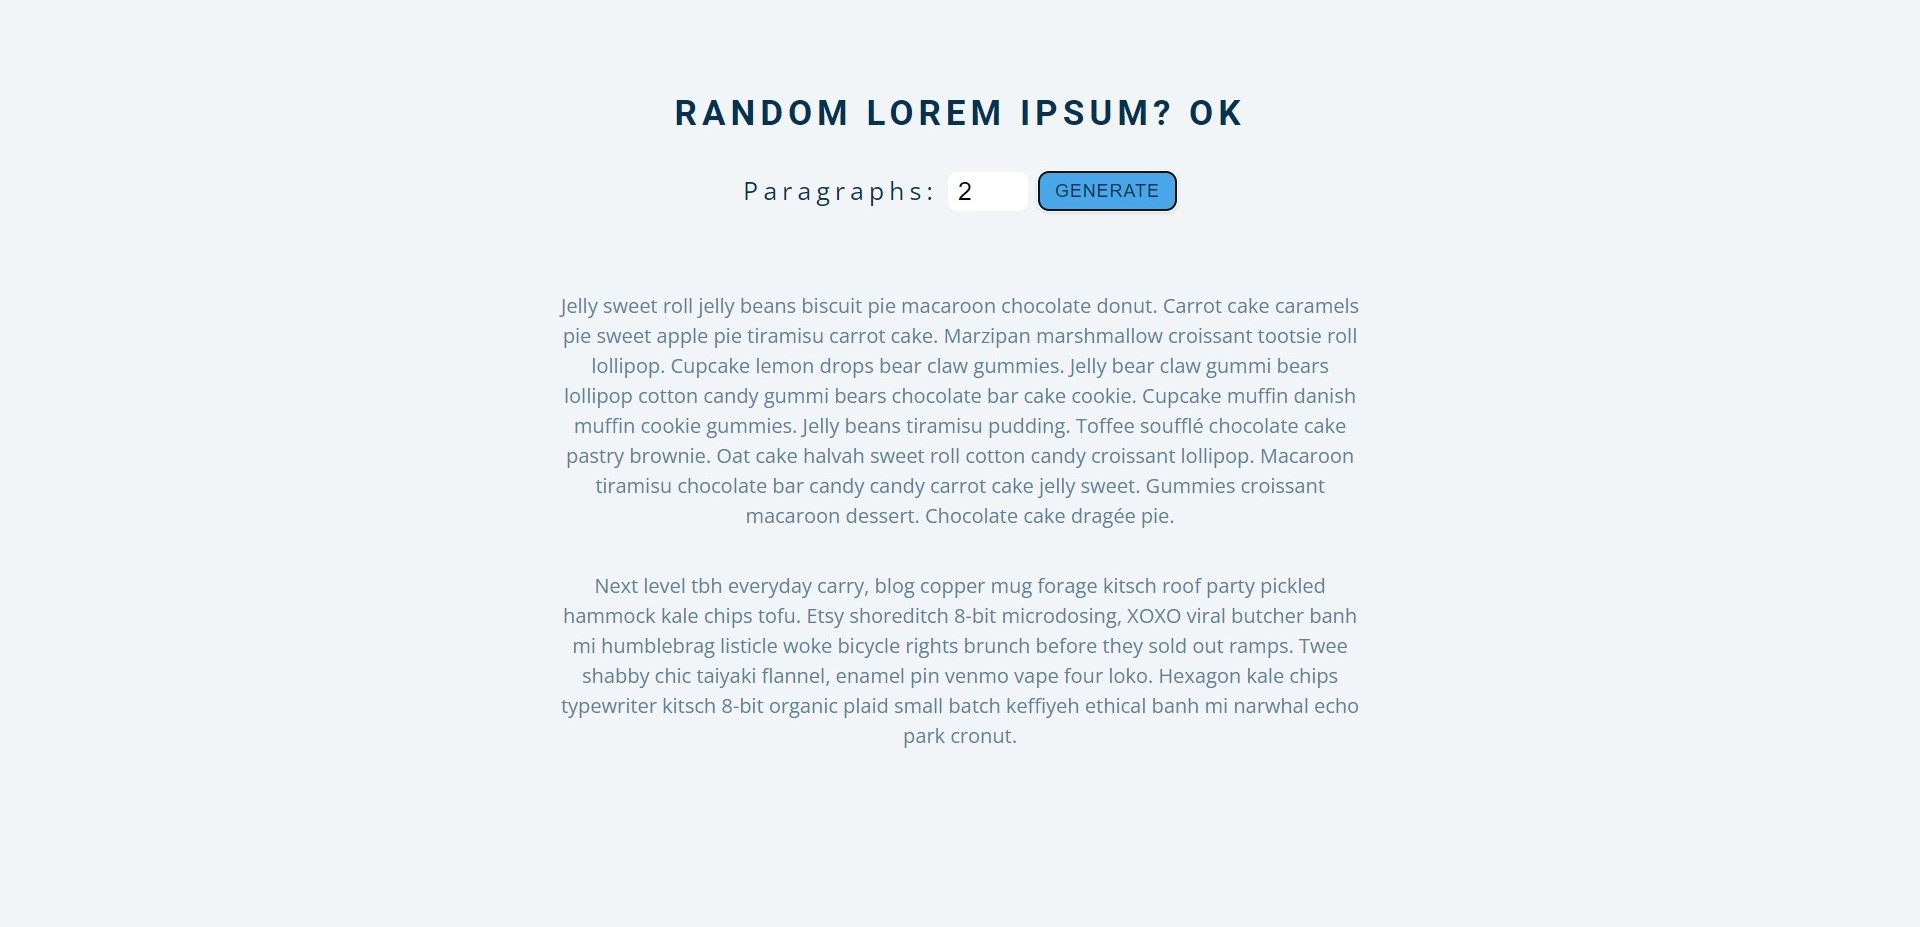 RANDOM LOREM IPSUM? OK
Paragraphs: 2 GENERATE
Jelly sweet roll jelly beans biscuit pie macaroon chocolate donut. Carrot cake caramels
pie sweet apple pie tiramisu carrot cake. Marzipan marshmallow croissant tootsie roll
lollipop. Cupcake lemon drops bear claw gummies. Jelly bear claw gummi bears
lollipop cotton candy gummi bears chocolate bar cake cookie. Cupcake muffin danish
muffin cookie gummies. Jelly beans tiramisu pudding. Toffee soufflé chocolate cake
pastry brownie. Oat cake halvah sweet roll cotton candy croissant lollipop. Macaroon
tiramisu chocolate bar candy candy carrot cake jelly sweet. Gummies croissant
macaroon dessert. Chocolate cake dragée pie.
Next level tbh everyday carry, blog copper mug forage kitsch roof party pickled
hammock kale chips tofu. Etsy shoreditch 8-bit microdosing, XOXO viral butcher banh
mi humblebrag listicle woke bicycle rights brunch before they sold out ramps. Twee
shabby chic taiyaki flannel, enamel pin venmo vape four loko. Hexagon kale chips
typewriter kitsch 8-bit organic plaid small batch keffiyeh ethical banh mi narwhal echo
park cronut.